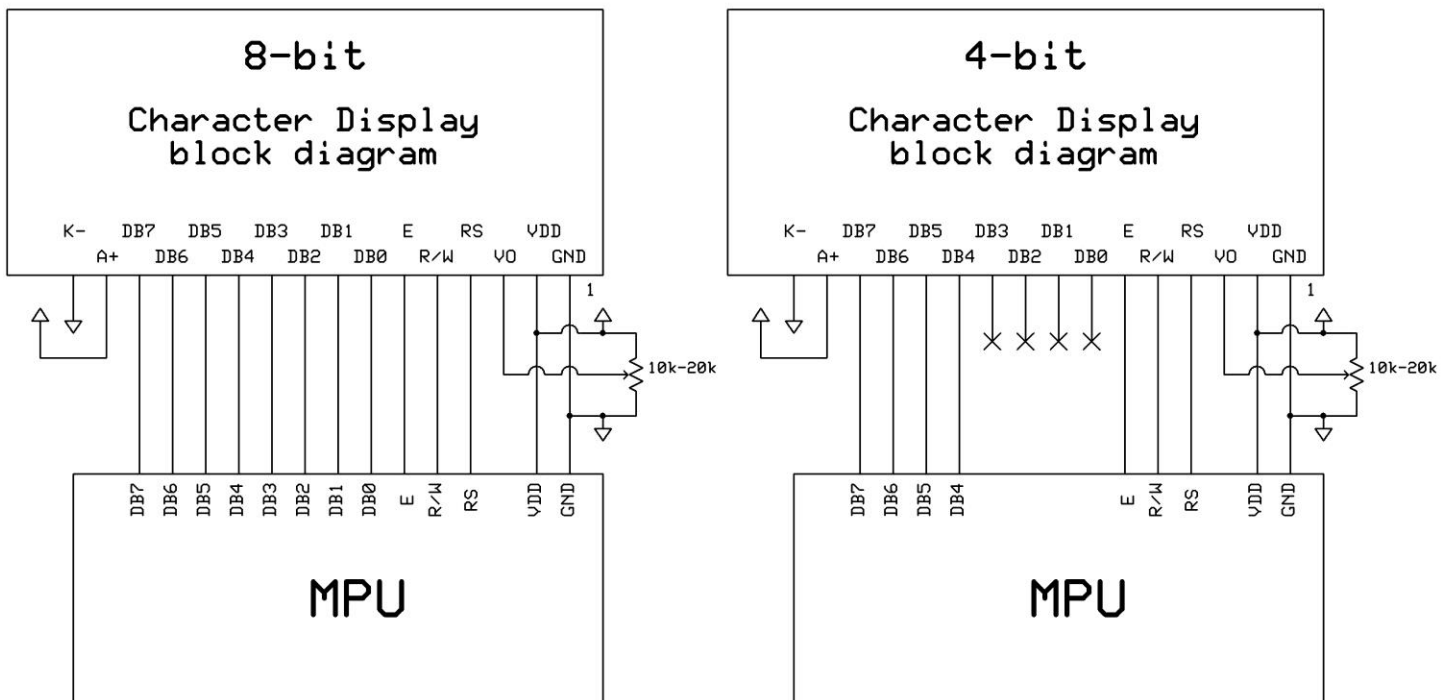 8-bit
Character Display
block diagram
K- DB7 DB5 DB3 DB1 E RS VDD
A+ DB6 DB4 DB2 DB0 R/W VO GND
1
10k-20k
DB7 DB6 DB5 DB4 DB3 DB2 DB1 DB0 E R/W RS VDD GND
MPU
4-bit
Character Display
block diagram
K- DB7 DB5 DB3 DB1 E RS VDD
A+ DB6 DB4 DB2 DB0 R/W VO GND
1
10k-20k
DB7 DB6 DB5 DB4 E R/W RS VDD GND
MPU